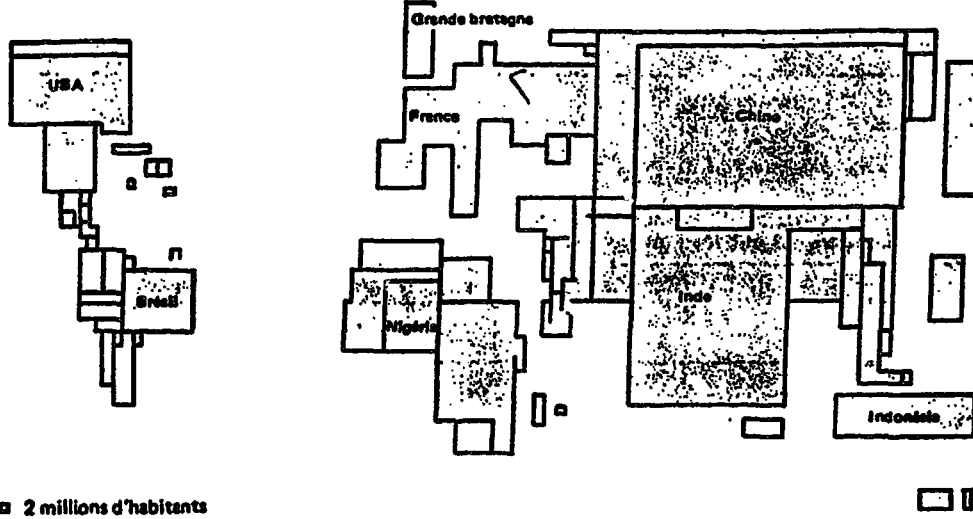 Grande bretagne
USA
France
Chine
Brésil
Nigéria
Inde
Indonésie
2 millions d'habitants